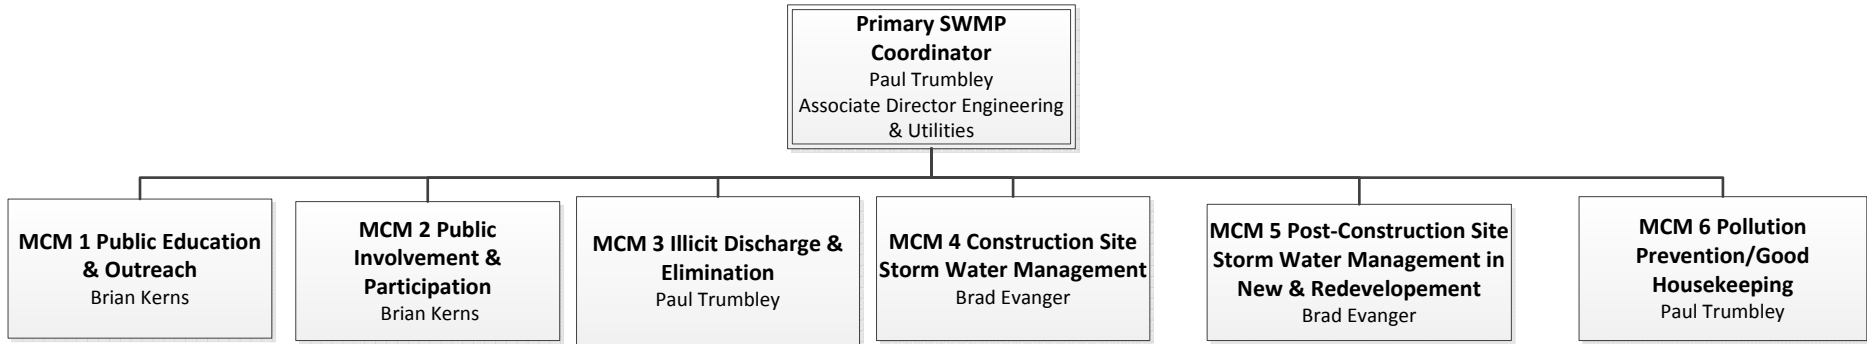 Primary SWMP
Coordinator
Paul Trumbley
Associate Director Engineering
& Utilities
MCM 1 Public Education
& Outreach
Brian Kerns
MCM 2 Public
Involvement &
Participation
Brian Kerns
MCM 3 Illicit Discharge &
Elimination
Paul Trumbley
MCM 4 Construction Site
Storm Water Management
Brad Evanger
MCM 5 Post-Construction Site
Storm Water Management in
New & Redevelopement
Brad Evanger
MCM 6 Pollution
Prevention/Good
Housekeeping
Paul Trumbley